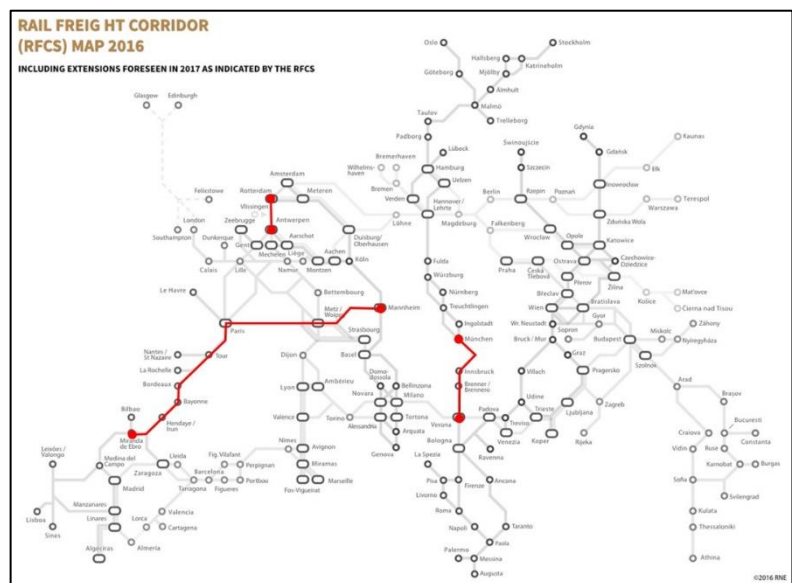 RAIL FREIG HT CORRIDOR
(RFCS) MAP 2016
INCLUDING EXTENSIONS FORESEEN IN 2017 AS INDICATED BY THE RFCS
Oslo
Stockholm
Hallsberg
Katrineholm
Göteborg
Mjölby
Älmhult
Malmö
Trelleborg
Taulov
Padborg
Glasgow
Edinburgh
Lübeck
Hamburg
Uelzen
Bremerhaven
Wilhelms-
haven
Bremen
Verden
Hannover/
Lehrte
Magdeburg
Berlin
Falkenberg
Świnoujście
Szczecin
Rzepin
Poznań
Wrocław
Gdynia
Gdańsk
Inowrocław
Kaunas
Ełk
Warszawa
Terespol
Zduńska Wola
Opole
Katowice
Czechowice-
Dziedzice
Ostrava
Žilina
Přerov
Praha
Česká
Třebová
Břeclav
Bratislava
Wien
Košice
Maťovce
Cierna nad Tisou
Amsterdam
Rotterdam
Meteren
Vlissingen
Zeebrugge
Antwerpen
Aarschot
Gent
Mechelen
Liège
Aachen
Montzen
Namur
Duisburg/
Oberhausen
Köln
Löhne
Felixstowe
London
Southampton
Dunkerque
Calais
Lille
Le Havre
Bettembourg
Metz /
Paris
Mannheim
Strasbourg
Basel
Fulda
Würzburg
Nürnberg
Treuchtlingen
Ingolstadt
München
Innsbruck
Brenner /
Brennero
Verona
Wr. Neustadt
Bruck / Mur
Sopron
Gyor
Budapest
Miskolc
Záhony
Nyíregyháza
Szolnok
Graz
Villach
Pragersko
Udine
Zagreb
Ljubljana
Rijeka
Trieste
Koper
Treviso
Venezia
Padova
Nantes /
St Nazaire
Tour
La Rochelle
Bordeaux
Bayonne
Hendaye /
Irun
Bilbao
Miranda
de Ebro
Dijon
Lyon
Ambérieu
Valence
Torino
Domo-
dossola
Bellinzona
Novara
Milano
Alessandria
Tortona
Arquata
Genova
Nîmes
Avignon
Miramas
Fos-Vigueirat
Marseille
Medina del
Campo
Madrid
Zaragoza
Lleida
Tarragona
Barcelona
Fig. Vilafant
Figueres
Perpignan
Portbou
Manzanares
Linares
Lorca
Valencia
Cartagena
Almería
Algeciras
Lisboa
Sines
Bologna
La Spezia
Pisa
Livorno
Firenze
Ravenna
Ancona
Roma
Napoli
Taranto
Paola
Palermo
Messina
Augusta
Arad
Brașov
Craiova
București
Constanta
Vidin
Ruse
Karnobat
Burgas
Sofia
Svilengrad
Kulata
Thessaloniki
Athina
©2016 RNE